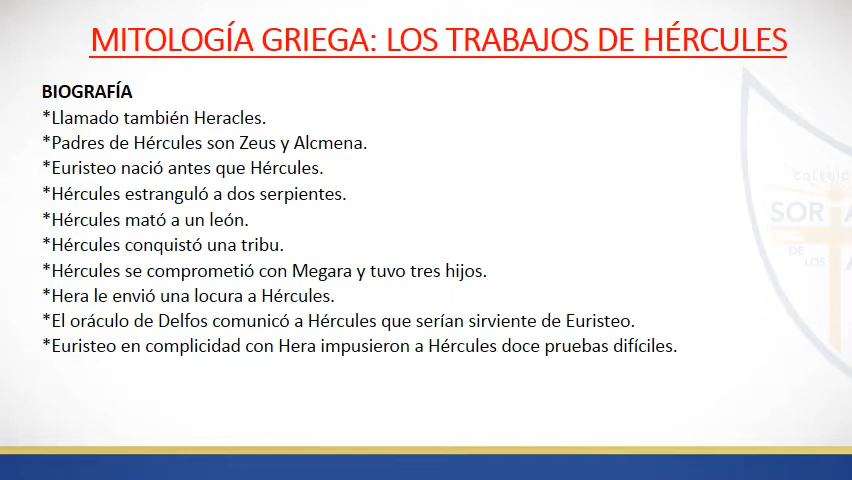 MITOLOGÍA GRIEGA: LOS TRABAJOS DE HÉRCULES
BIOGRAFÍA
*Llamado también Heracles.
*Padres de Hércules son Zeus y Alcmena.
*Euristeo nació antes que Hércules.
*Hércules estranguló a dos serpientes.
*Hércules mató a un león.
*Hércules conquistó una tribu.
*Hércules se comprometió con Megara y tuvo tres hijos.
*Hera le envió una locura a Hércules.
*El oráculo de Delfos comunicó a Hércules que serían sirviente de Euristeo.
*Euristeo en complicidad con Hera impusieron a Hércules doce pruebas difíciles.
COLEGIO
DE
LOS